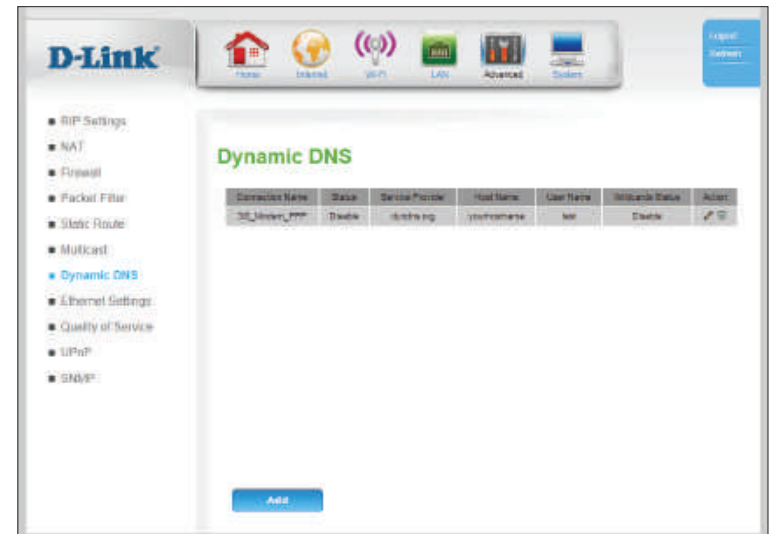 D-Link
Home Internet Wi-Fi LAN Advanced System
Logout
Refresh
RIP Settings
NAT
Firewall
Packet Filter
Static Route
Multicast
Dynamic DNS
Ethernet Settings
Quality of Service
UPnP
SNMP
Dynamic DNS
Connection Name Status Service Provider Host Name User Name Wildcards Status Action
3G_Modem_PPP Disable dyndns.org yourhostname test Disable
Add